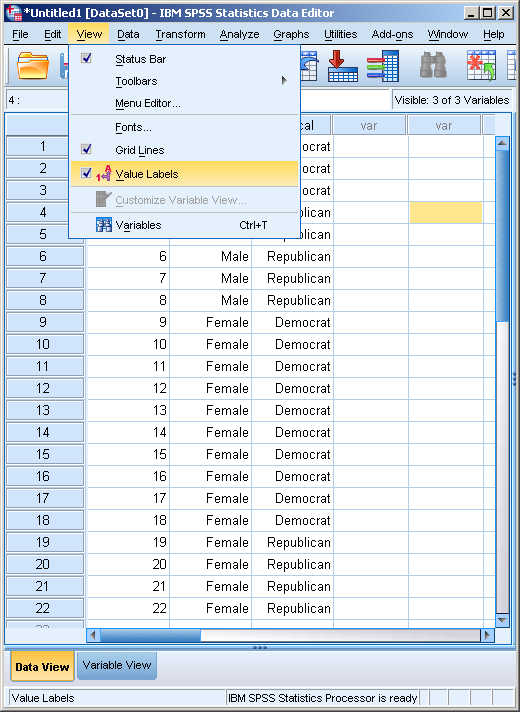 *Untitled1 [DataSet0] - IBM SPSS Statistics Data Editor
File Edit View Data Transform Analyze Graphs Utilities Add-ons Window Help
4 : Visible: 3 of 3 Variables
Status Bar
Toolbars
Menu Editor...
Fonts...
Grid Lines
Value Labels
Customize Variable View...
Variables Ctrl+T
var var
1
2
3
4
5
6 6 Male Republican
7 7 Male Republican
8 8 Male Republican
9 9 Female Democrat
10 10 Female Democrat
11 11 Female Democrat
12 12 Female Democrat
13 13 Female Democrat
14 14 Female Democrat
15 15 Female Democrat
16 16 Female Democrat
17 17 Female Democrat
18 18 Female Democrat
19 19 Female Republican
20 20 Female Republican
21 21 Female Republican
22 22 Female Republican
Data View Variable View
Value Labels IBM SPSS Statistics Processor is ready